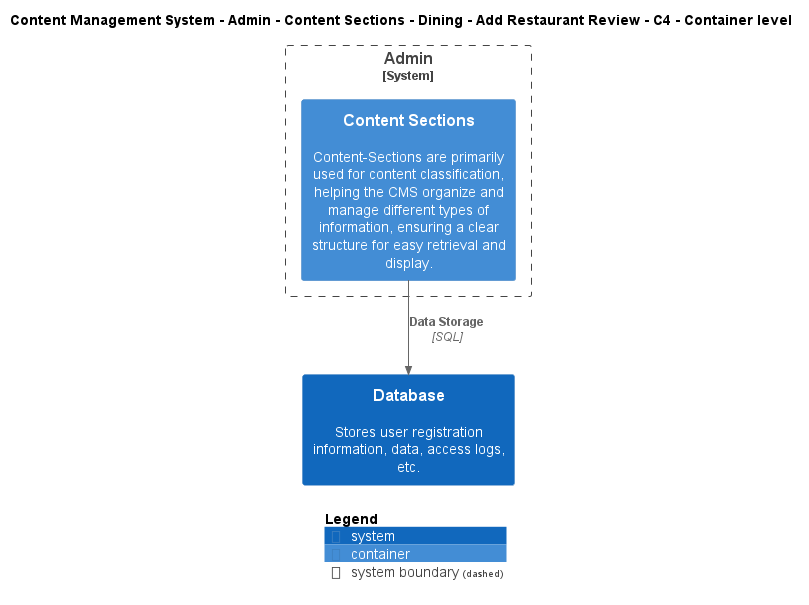 Content Management System - Admin - Content Sections - Dining - Add Restaurant Review - C4 - Container level
Admin
[System]
Content Sections
Content-Sections are primarily
used for content classification,
helping the CMS organize and
manage different types of
information, ensuring a clear
structure for easy retrieval and
display.
Data Storage
[SQL]
Database
Stores user registration
information, data, access logs,
etc.
Legend
system
container
system boundary (dashed)